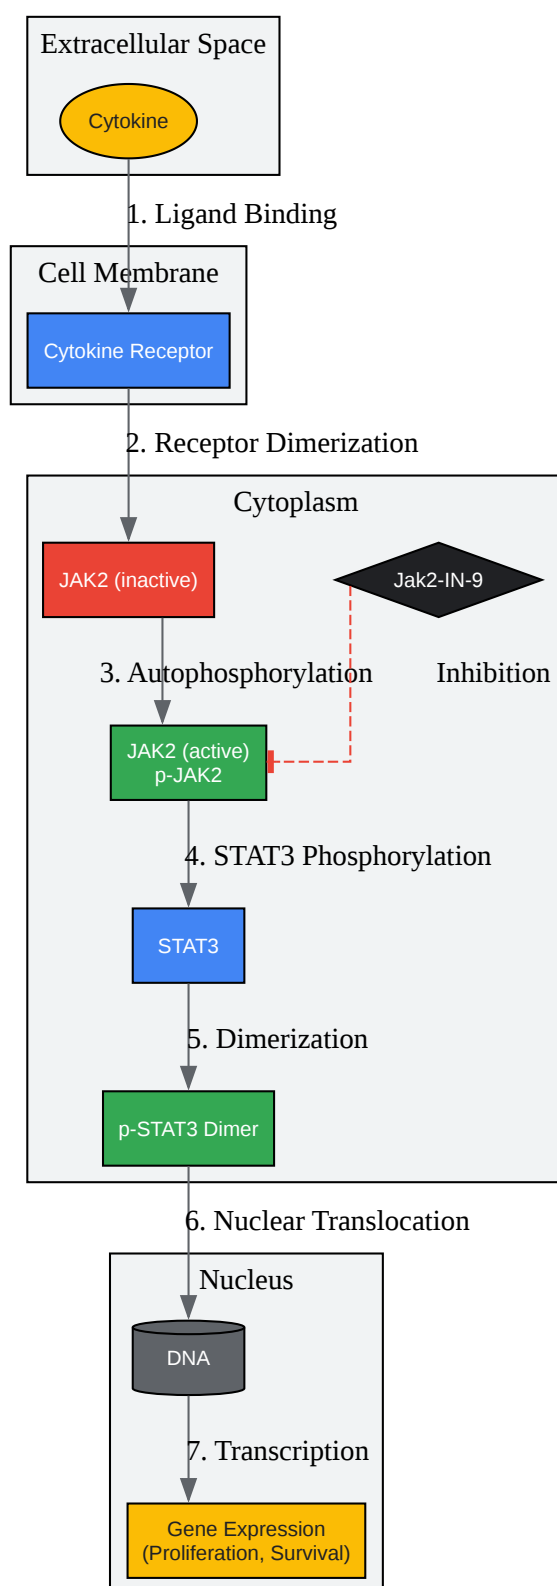 Extracellular Space
Cytokine
1. Ligand Binding
Cell Membrane
Cytokine Receptor
2. Receptor Dimerization
Cytoplasm
JAK2 (inactive)
Jak2-IN-9
3. Autophosphorylation
Inhibition
JAK2 (active)
p-JAK2
4. STAT3 Phosphorylation
STAT3
5. Dimerization
p-STAT3 Dimer
6. Nuclear Translocation
Nucleus
DNA
7. Transcription
Gene Expression
(Proliferation, Survival)